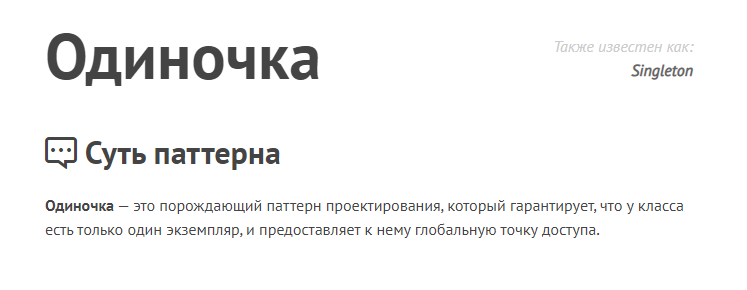 Одиночка
Также известен как:
Singleton
Суть паттерна
Одиночка — это порождающий паттерн проектирования, который гарантирует, что у класса
есть только один экземпляр, и предоставляет к нему глобальную точку доступа.